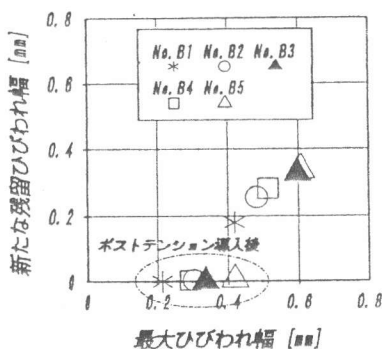 新たな残留ひびわれ幅 [mm]
0.8
0.6
0.4
0.2
0
No.B1 No.B2 No.B3
No.B4 No.B5
ポストテンション導入後
0 0.2 0.4 0.6 0.8
最大ひびわれ幅 [mm]